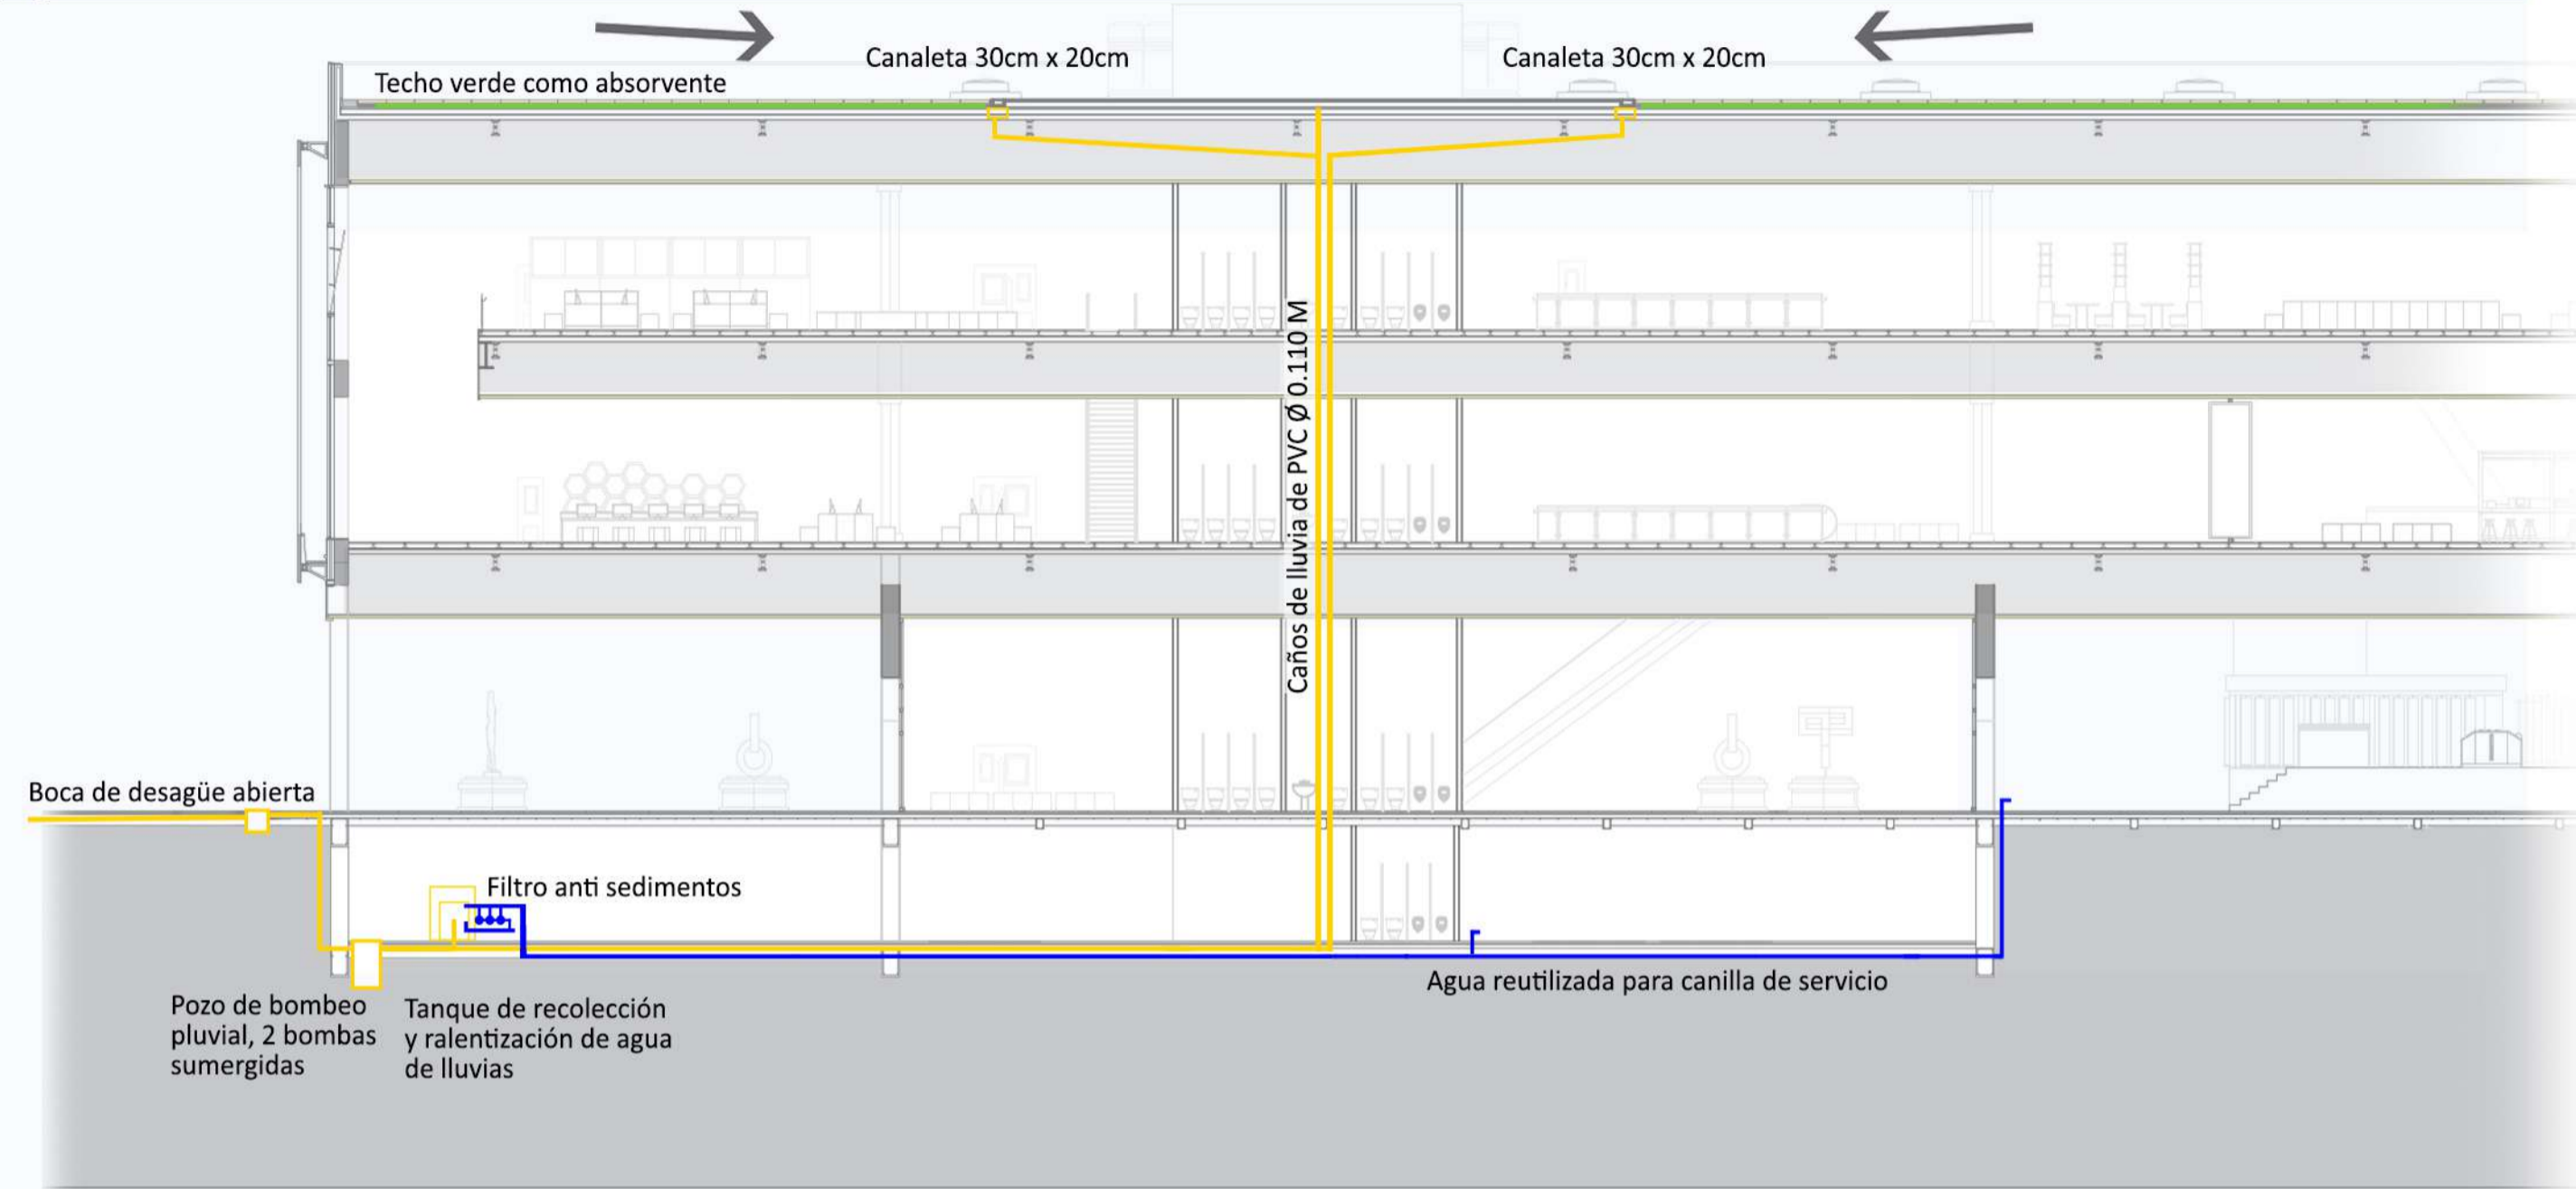 Canaleta 30cm x 20cm
Canaleta 30cm x 20cm
Techo verde como absorvente
Caños de lluvia de PVC Ø 0.110 M
Boca de desagüe abierta
Filtro anti sedimentos
Agua reutilizada para canilla de servicio
Pozo de bombeo
pluvial, 2 bombas
sumergidas
Tanque de recolección
y ralentización de agua
de lluvias